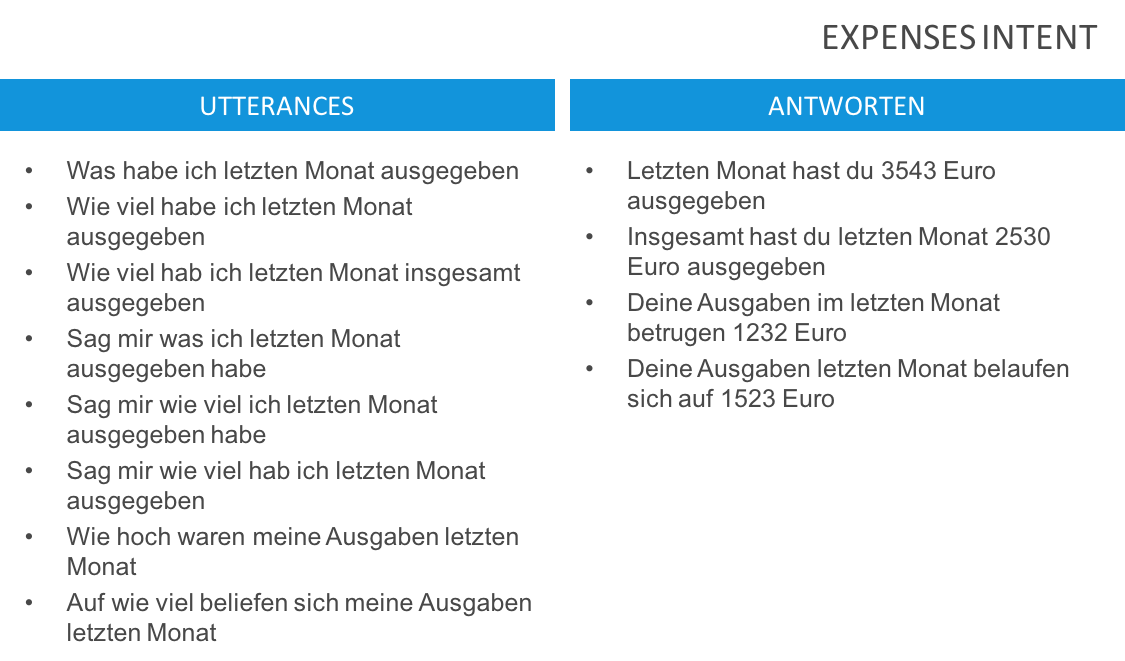 EXPENSES INTENT
UTTERANCES
• Was habe ich letzten Monat ausgegeben
• Wie viel habe ich letzten Monat
ausgegeben
• Wie viel hab ich letzten Monat insgesamt
ausgegeben
• Sag mir was ich letzten Monat
ausgegeben habe
• Sag mir wie viel ich letzten Monat
ausgegeben habe
• Sag mir wie viel hab ich letzten Monat
ausgegeben
• Wie hoch waren meine Ausgaben letzten
Monat
• Auf wie viel beliefen sich meine Ausgaben
letzten Monat
ANTWORTEN
• Letzten Monat hast du 3543 Euro
ausgegeben
• Insgesamt hast du letzten Monat 2530
Euro ausgegeben
• Deine Ausgaben im letzten Monat
betrugen 1232 Euro
• Deine Ausgaben letzten Monat belaufen
sich auf 1523 Euro